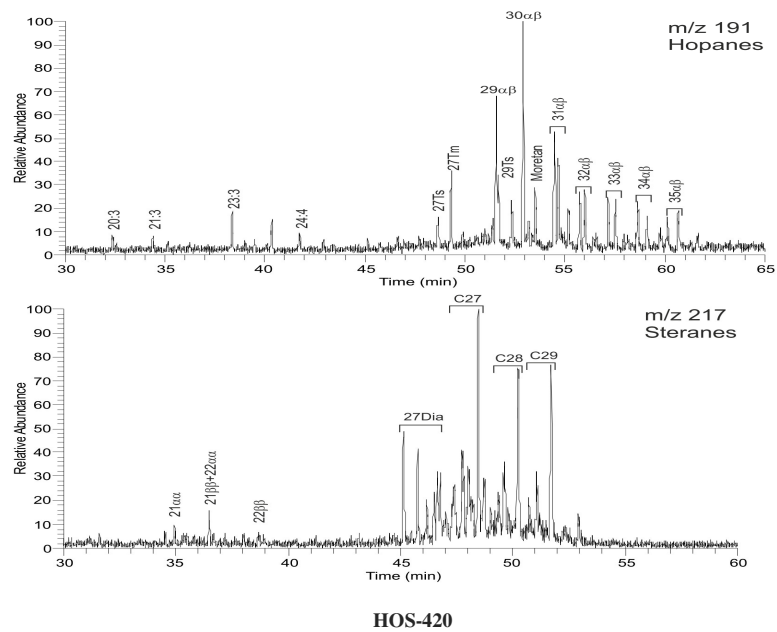 m/z 191
Hopanes
Relative Abundance
100
90
80
70
60
50
40
30
20
10
0
20:3
21:3
23:3
24:4
27Ts
27Tm
29αβ
29Ts
30αβ
Moretan
31αβ
32αβ
33αβ
34αβ
35αβ
30 35 40 45 50 55 60 65
Time (min)
m/z 217
Steranes
Relative Abundance
100
90
80
70
60
50
40
30
20
10
0
21αα
21ββ+22αα
22ββ
27Dia
C27
C28
C29
30 35 40 45 50 55 60
Time (min)
HOS-420